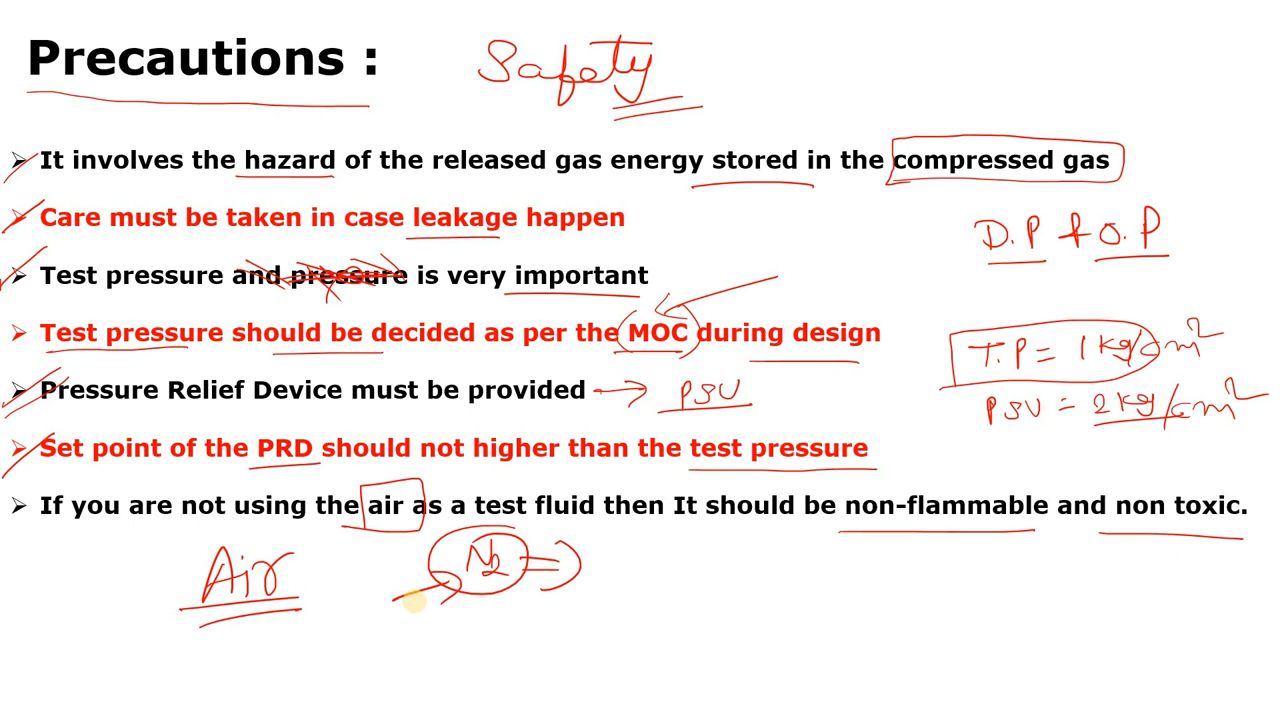 Precautions :
Safety
➢ It involves the hazard of the released gas energy stored in the compressed gas
➢ Care must be taken in case leakage happen
D.P & O.P
➢ Test pressure and pressure is very important
➢ Test pressure should be decided as per the MOC during design
T.P = 1 kg/cm²
➢ Pressure Relief Device must be provided → PSV
PSV = 2 kg/cm²
➢ Set point of the PRD should not higher than the test pressure
➢ If you are not using the air as a test fluid then It should be non-flammable and non toxic.
Air
N2